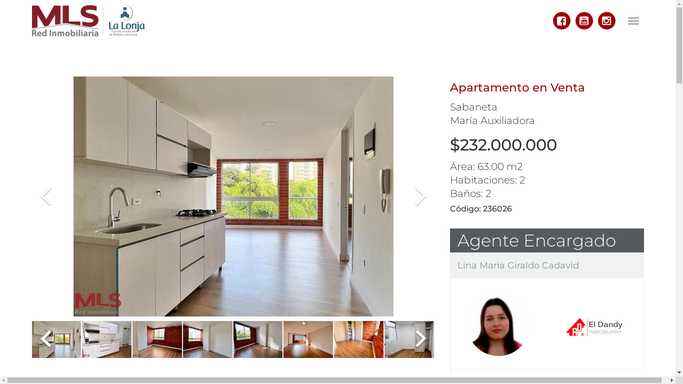 MLS
Red Inmobiliaria
La Lonja
Apartamento en Venta
Sabaneta
María Auxiliadora
$232.000.000
Área: 63.00 m2
Habitaciones: 2
Baños: 2
Código: 236026
Agente Encargado
Lina Maria Giraldo Cadavid
El Dandy
MLS
Red Inmobiliaria